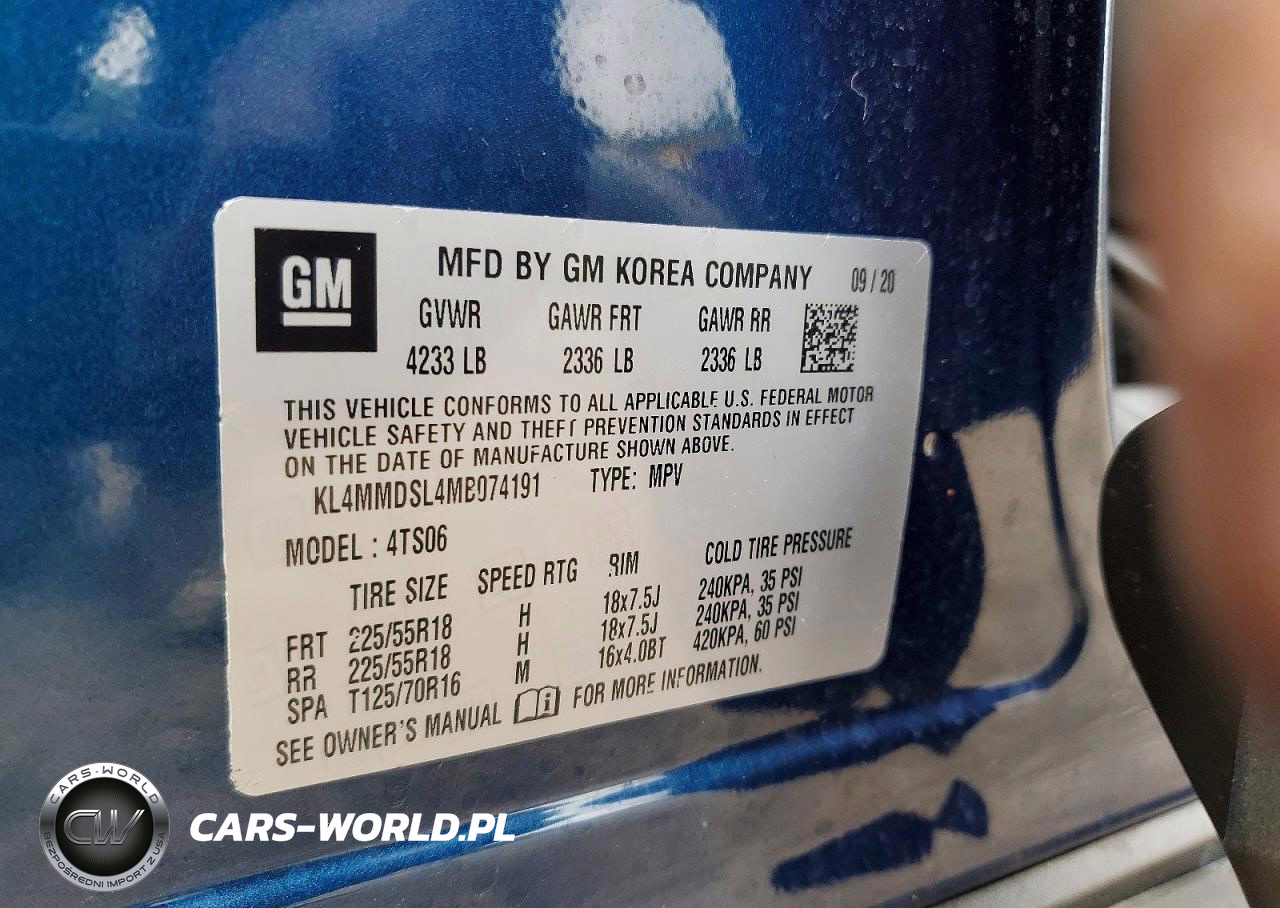 GM
MFD BY GM KOREA COMPANY 09 / 20
GVWR GAWR FRT GAWR RR
4233 LB 2336 LB 2336 LB
THIS VEHICLE CONFORMS TO ALL APPLICABLE U.S. FEDERAL MOTOR
VEHICLE SAFETY AND THEFT PREVENTION STANDARDS IN EFFECT
ON THE DATE OF MANUFACTURE SHOWN ABOVE.
KL4MMDSL4MB074191 TYPE: MPV
MODEL : 4TS06
TIRE SIZE SPEED RTG RIM COLD TIRE PRESSURE
FRT 225/55R18 H 18x7.5J 240KPA, 35 PSI
RR 225/55R18 H 18x7.5J 240KPA, 35 PSI
SPA T125/70R16 M 16x4.0BT 420KPA, 60 PSI
SEE OWNER'S MANUAL FOR MORE INFORMATION.
CARS-WORLD
CW
BEZPOŚREDNI IMPORT Z USA
CARS-WORLD.PL